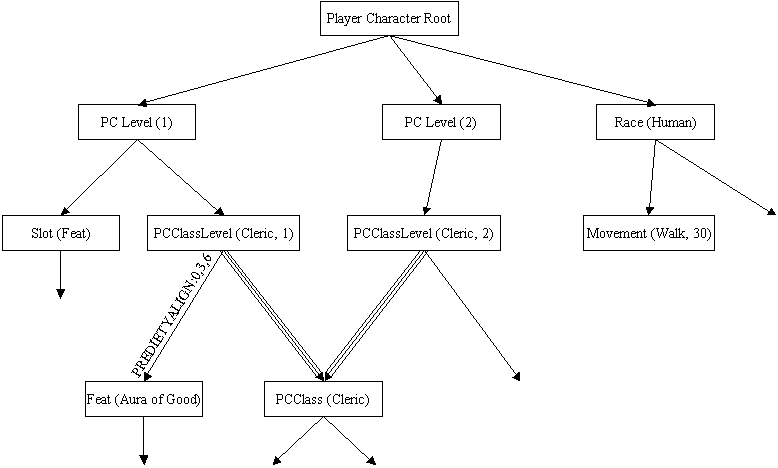 Player Character Root
PC Level (1)
PC Level (2)
Race (Human)
Slot (Feat)
PCClassLevel (Cleric, 1)
PCClassLevel (Cleric, 2)
Movement (Walk, 30)
PREDIETYALIGN:0,3,6
Feat (Aura of Good)
PCClass (Cleric)